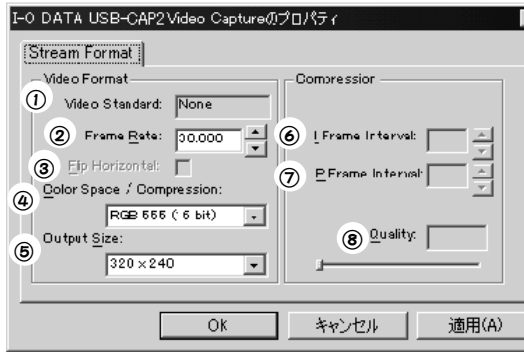 I-O DATA USB-CAP2 Video Captureのプロパティ
Stream Format
Video Format
① Video Standard: None
② Frame Rate: 30.000
③ Flip Horizontal:
④ Color Space / Compression:
RGB 555 (16 bit)
⑤ Output Size:
320 x 240
Compression
⑥ I Frame Interval:
⑦ P Frame Interval:
⑧ Quality:
OK
キャンセル
適用(A)